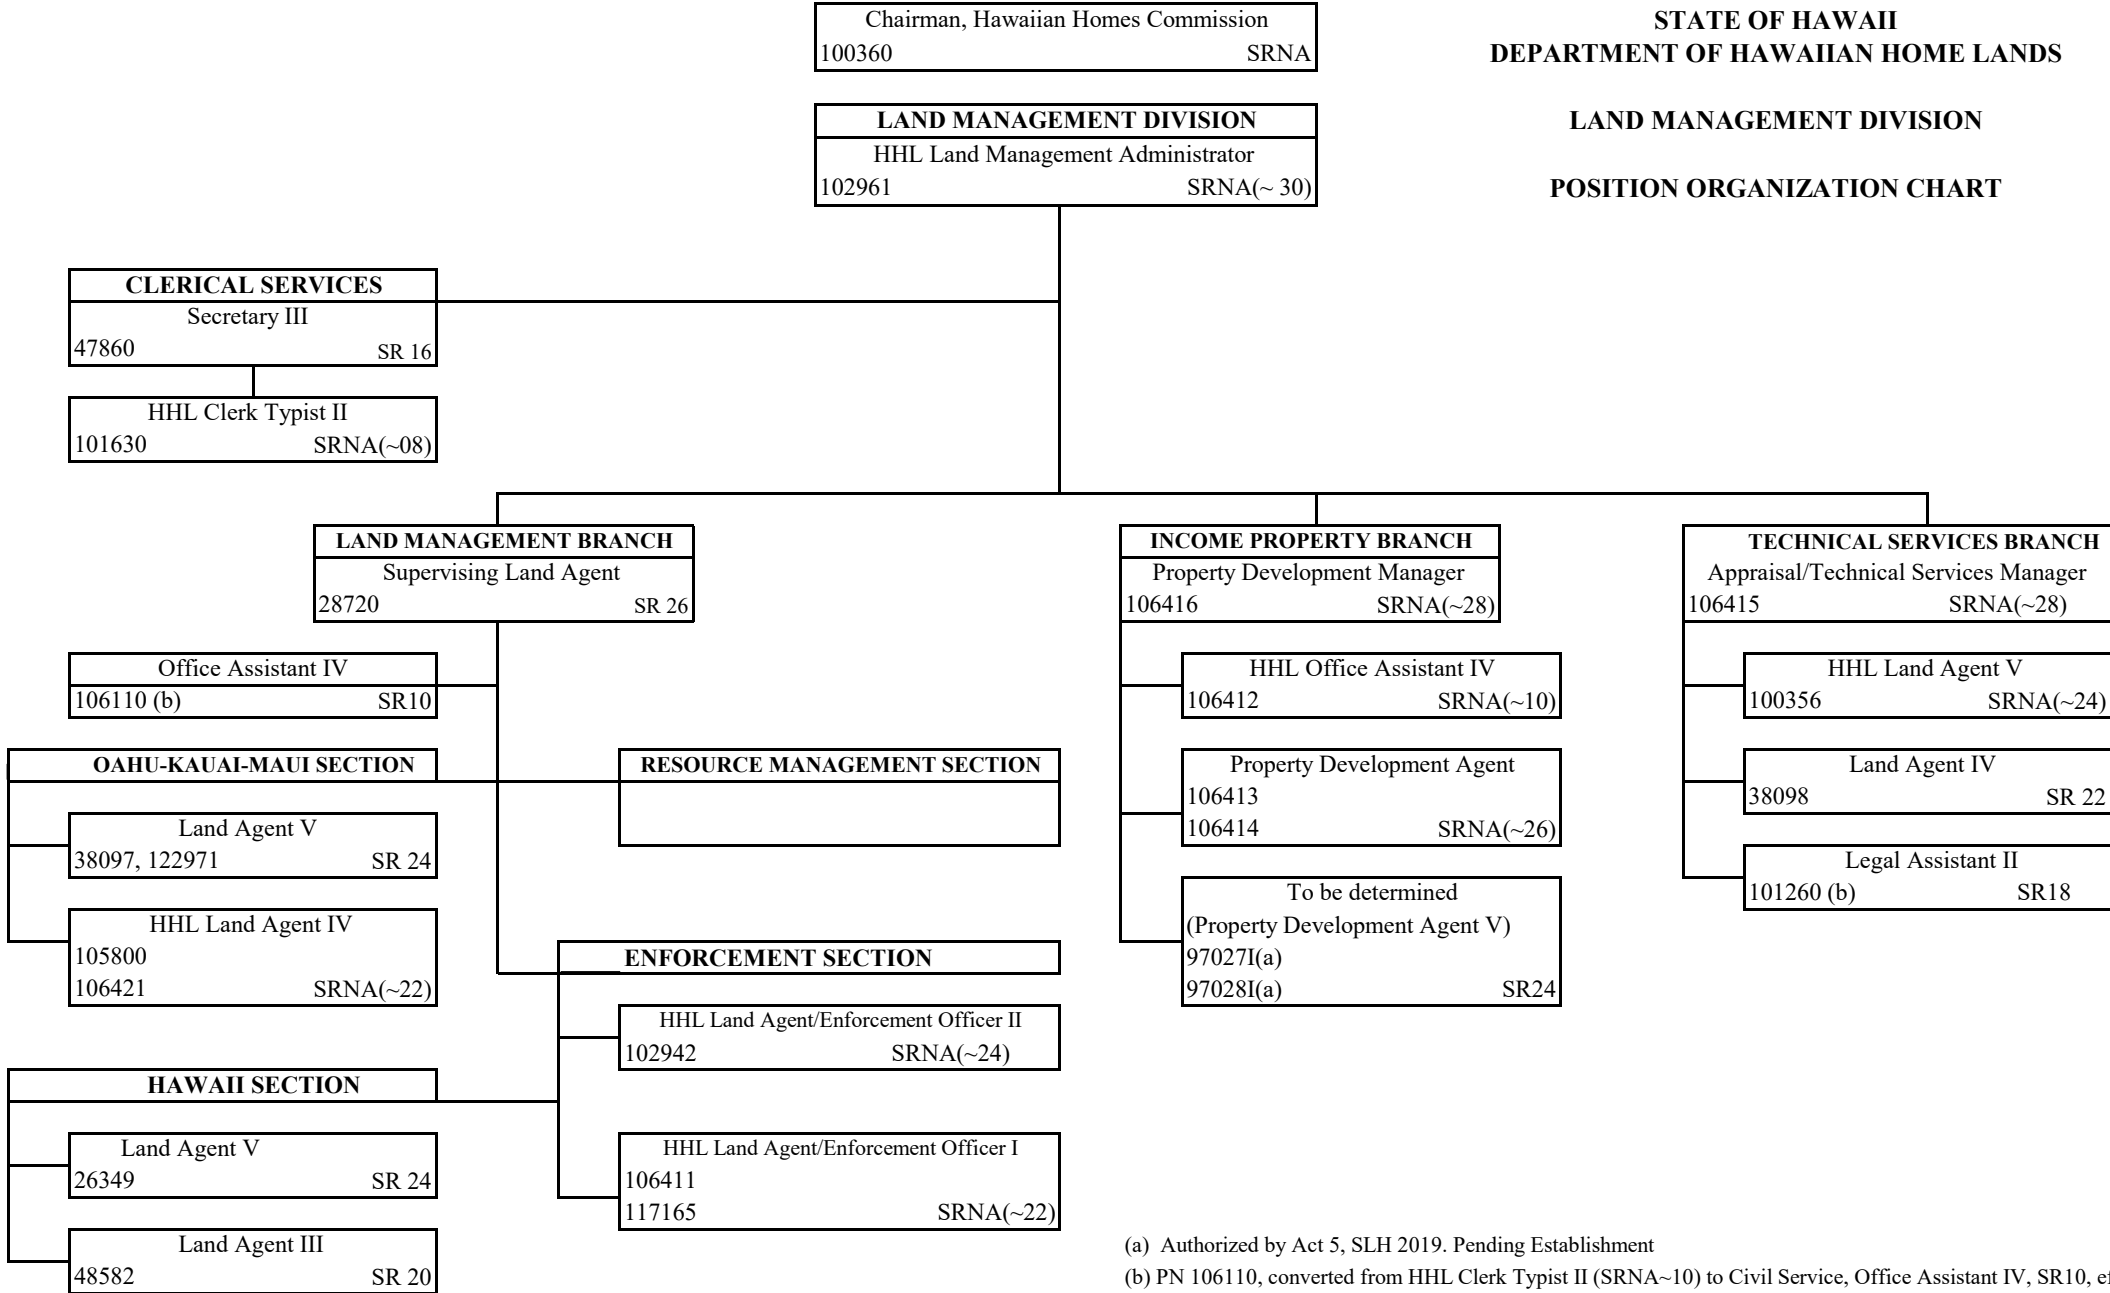 Chairman, Hawaiian Homes Commission
100360 SRNA
STATE OF HAWAII
DEPARTMENT OF HAWAIIAN HOME LANDS
LAND MANAGEMENT DIVISION
POSITION ORGANIZATION CHART
LAND MANAGEMENT DIVISION
HHL Land Management Administrator
102961 SRNA(~ 30)
CLERICAL SERVICES
Secretary III
47860 SR 16
HHL Clerk Typist II
101630 SRNA(~08)
LAND MANAGEMENT BRANCH
Supervising Land Agent
28720 SR 26
Office Assistant IV
106110 (b) SR10
OAHU-KAUAI-MAUI SECTION
Land Agent V
38097, 122971 SR 24
HHL Land Agent IV
105800
106421 SRNA(~22)
HAWAII SECTION
Land Agent V
26349 SR 24
Land Agent III
48582 SR 20
RESOURCE MANAGEMENT SECTION
ENFORCEMENT SECTION
HHL Land Agent/Enforcement Officer II
102942 SRNA(~24)
HHL Land Agent/Enforcement Officer I
106411
117165 SRNA(~22)
INCOME PROPERTY BRANCH
Property Development Manager
106416 SRNA(~28)
HHL Office Assistant IV
106412 SRNA(~10)
Property Development Agent
106413
106414 SRNA(~26)
To be determined
(Property Development Agent V)
97027I(a)
97028I(a) SR24
TECHNICAL SERVICES BRANCH
Appraisal/Technical Services Manager
106415 SRNA(~28)
HHL Land Agent V
100356 SRNA(~24)
Land Agent IV
38098 SR 22
Legal Assistant II
101260 (b) SR18
(a) Authorized by Act 5, SLH 2019. Pending Establishment
(b) PN 106110, converted from HHL Clerk Typist II (SRNA~10) to Civil Service, Office Assistant IV, SR10,